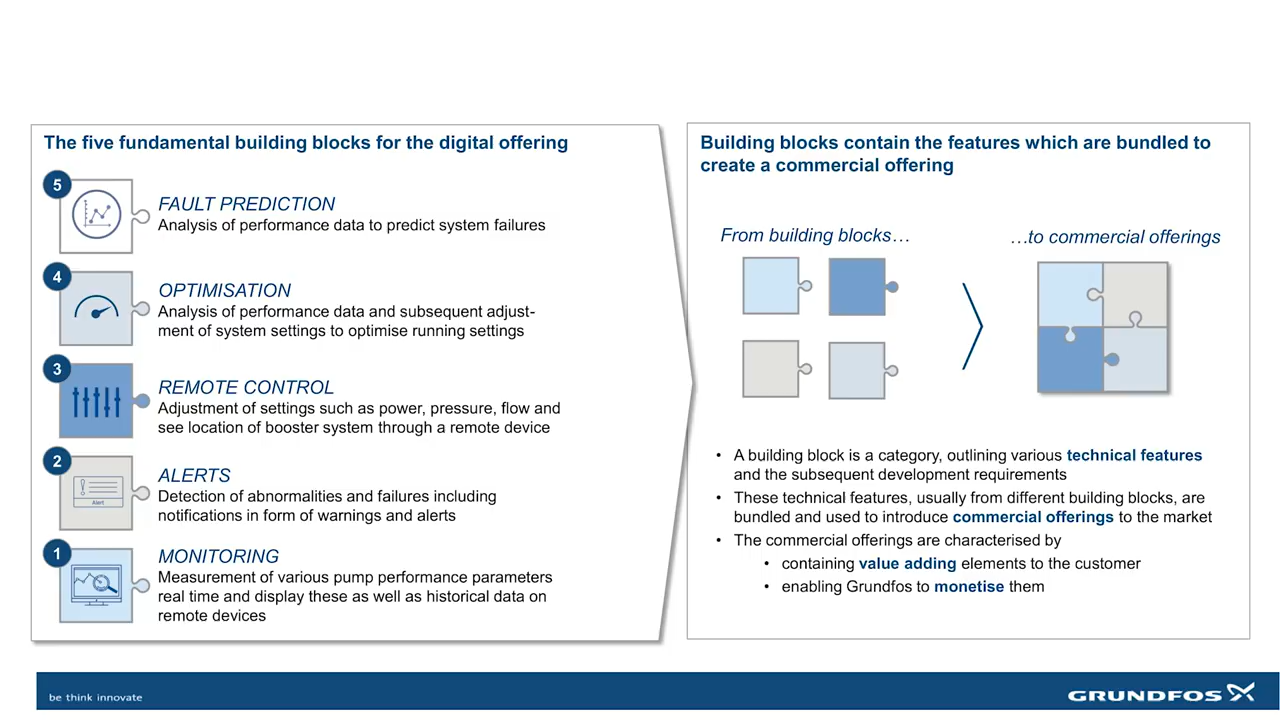 The five fundamental building blocks for the digital offering
5
FAULT PREDICTION
Analysis of performance data to predict system failures
4
OPTIMISATION
Analysis of performance data and subsequent adjust-
ment of system settings to optimise running settings
3
REMOTE CONTROL
Adjustment of settings such as power, pressure, flow and
see location of booster system through a remote device
2
Alert
ALERTS
Detection of abnormalities and failures including
notifications in form of warnings and alerts
1
MONITORING
Measurement of various pump performance parameters
real time and display these as well as historical data on
remote devices
Building blocks contain the features which are bundled to
create a commercial offering
From building blocks…
…to commercial offerings
• A building block is a category, outlining various technical features
and the subsequent development requirements
• These technical features, usually from different building blocks, are
bundled and used to introduce commercial offerings to the market
• The commercial offerings are characterised by
• containing value adding elements to the customer
• enabling Grundfos to monetise them
be think innovate
GRUNDFOS